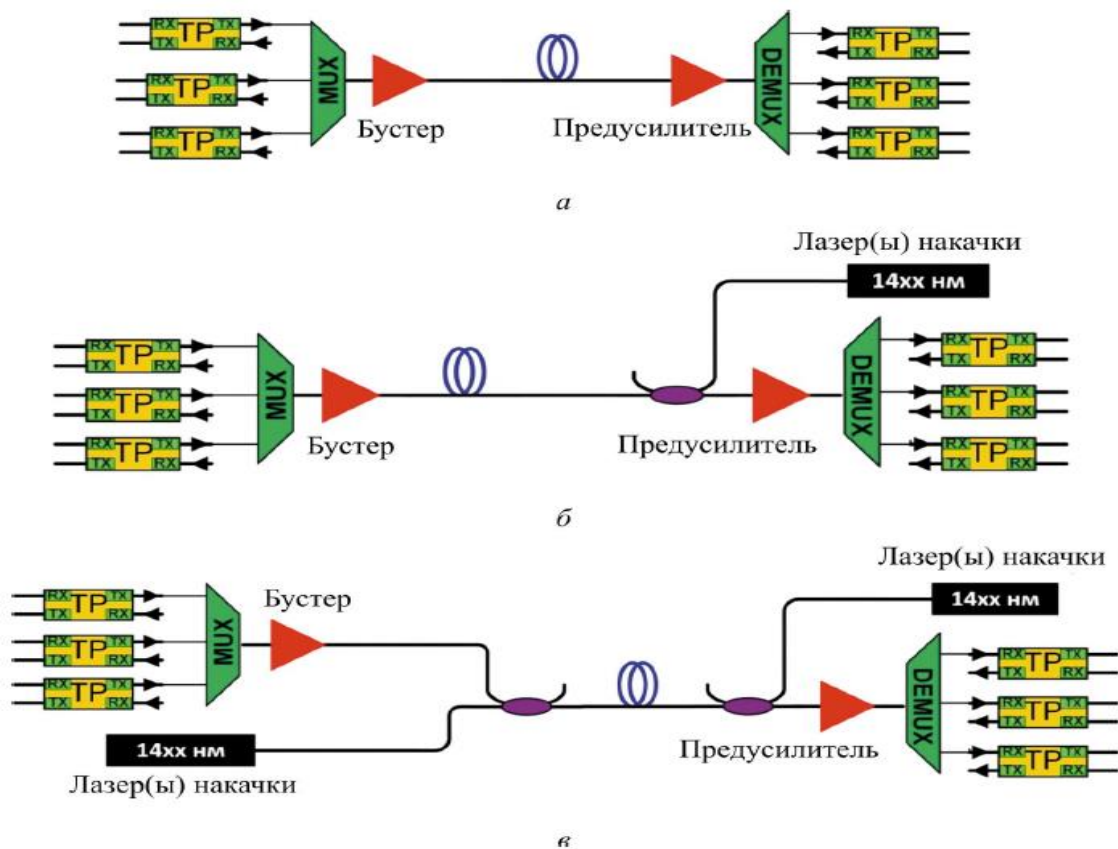 RX TP TX
TX RX
RX TP TX
TX RX
RX TP TX
TX RX
MUX
Бустер
Предусилитель
DEMUX
RX TP TX
TX RX
RX TP TX
TX RX
RX TP TX
TX RX
а
Лазер(ы) накачки
14xx нм
RX TP TX
TX RX
RX TP TX
TX RX
RX TP TX
TX RX
MUX
Бустер
Предусилитель
DEMUX
RX TP TX
TX RX
RX TP TX
TX RX
RX TP TX
TX RX
б
Лазер(ы) накачки
14xx нм
RX TP TX
TX RX
RX TP TX
TX RX
RX TP TX
TX RX
MUX
Бустер
14xx нм
Лазер(ы) накачки
Предусилитель
DEMUX
RX TP TX
TX RX
RX TP TX
TX RX
RX TP TX
TX RX
в